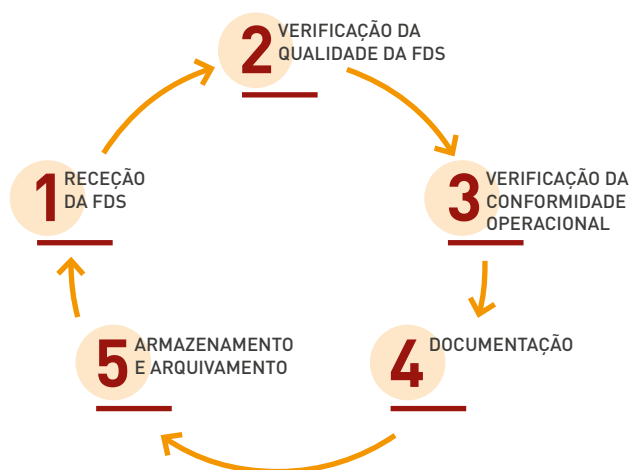 1
RECEÇÃO
DA FDS
2
VERIFICAÇÃO DA
QUALIDADE DA FDS
3
VERIFICAÇÃO DA
CONFORMIDADE
OPERACIONAL
4
DOCUMENTAÇÃO
5
ARMAZENAMENTO
E ARQUIVAMENTO